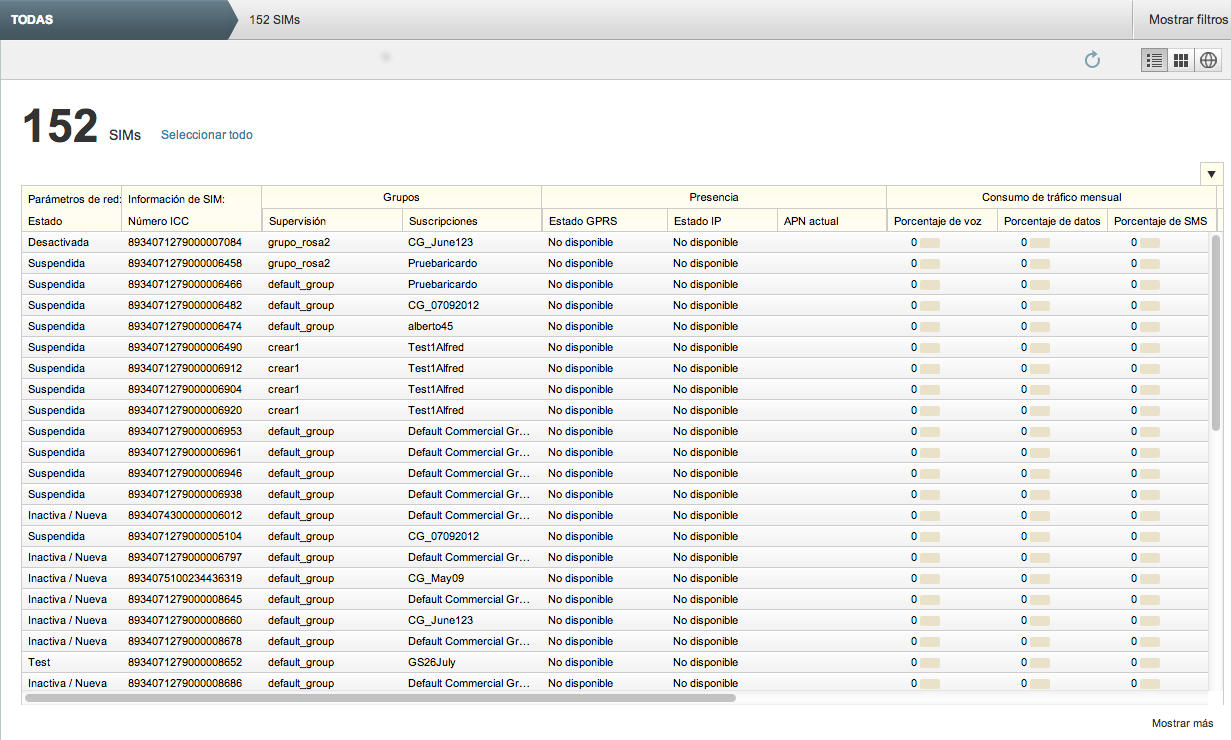 TODAS 152 SIMs Mostrar filtros
152 SIMs Seleccionar todo
Grupos Presencia Consumo de tráfico mensual
Parámetros de red: Información de SIM:
Estado Número ICC Supervisión Suscripciones Estado GPRS Estado IP APN actual Porcentaje de voz Porcentaje de datos Porcentaje de SMS
Desactivada 8934071279000007084 grupo_rosa2 CG_June123 No disponible No disponible 0 0 0
Suspendida 8934071279000006458 grupo_rosa2 Pruebaricardo No disponible No disponible 0 0 0
Suspendida 8934071279000006466 default_group Pruebaricardo No disponible No disponible 0 0 0
Suspendida 8934071279000006482 default_group CG_07092012 No disponible No disponible 0 0 0
Suspendida 8934071279000006474 default_group alberto45 No disponible No disponible 0 0 0
Suspendida 8934071279000006490 crear1 Test1Alfred No disponible No disponible 0 0 0
Suspendida 8934071279000006912 crear1 Test1Alfred No disponible No disponible 0 0 0
Suspendida 8934071279000006904 crear1 Test1Alfred No disponible No disponible 0 0 0
Suspendida 8934071279000006920 crear1 Test1Alfred No disponible No disponible 0 0 0
Suspendida 8934071279000006953 default_group Default Commercial Gr... No disponible No disponible 0 0 0
Suspendida 8934071279000006961 default_group Default Commercial Gr... No disponible No disponible 0 0 0
Suspendida 8934071279000006946 default_group Default Commercial Gr... No disponible No disponible 0 0 0
Suspendida 8934071279000006938 default_group Default Commercial Gr... No disponible No disponible 0 0 0
Inactiva / Nueva 8934074300000006012 default_group Default Commercial Gr... No disponible No disponible 0 0 0
Suspendida 8934071279000005104 default_group CG_07092012 No disponible No disponible 0 0 0
Inactiva / Nueva 8934071279000006797 default_group Default Commercial Gr... No disponible No disponible 0 0 0
Inactiva / Nueva 8934075100234436319 default_group CG_May09 No disponible No disponible 0 0 0
Inactiva / Nueva 8934071279000008645 default_group Default Commercial Gr... No disponible No disponible 0 0 0
Inactiva / Nueva 8934071279000008660 default_group CG_June123 No disponible No disponible 0 0 0
Inactiva / Nueva 8934071279000008678 default_group Default Commercial Gr... No disponible No disponible 0 0 0
Test 8934071279000008652 default_group GS26July No disponible No disponible 0 0 0
Inactiva / Nueva 8934071279000008686 default_group Default Commercial Gr... No disponible No disponible 0 0 0
Mostrar más